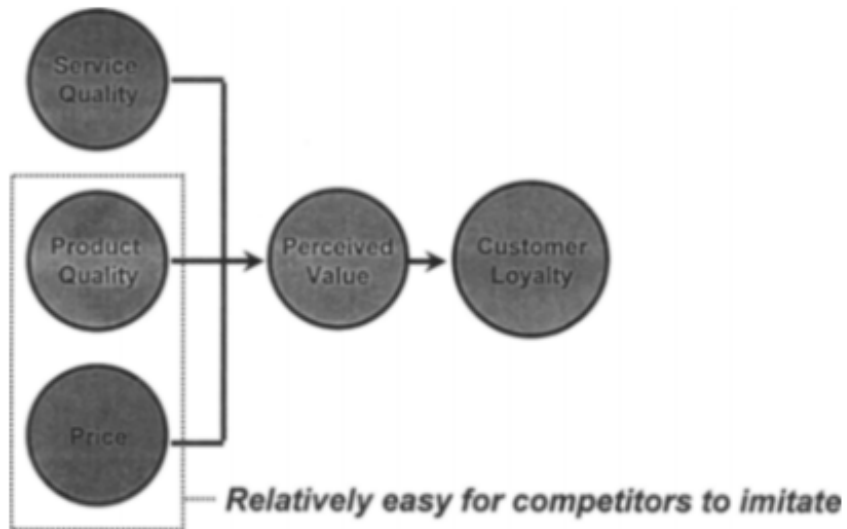 Service
Quality
Product
Quality
Perceived
Value
Customer
Loyalty
Price
Relatively easy for competitors to imitate